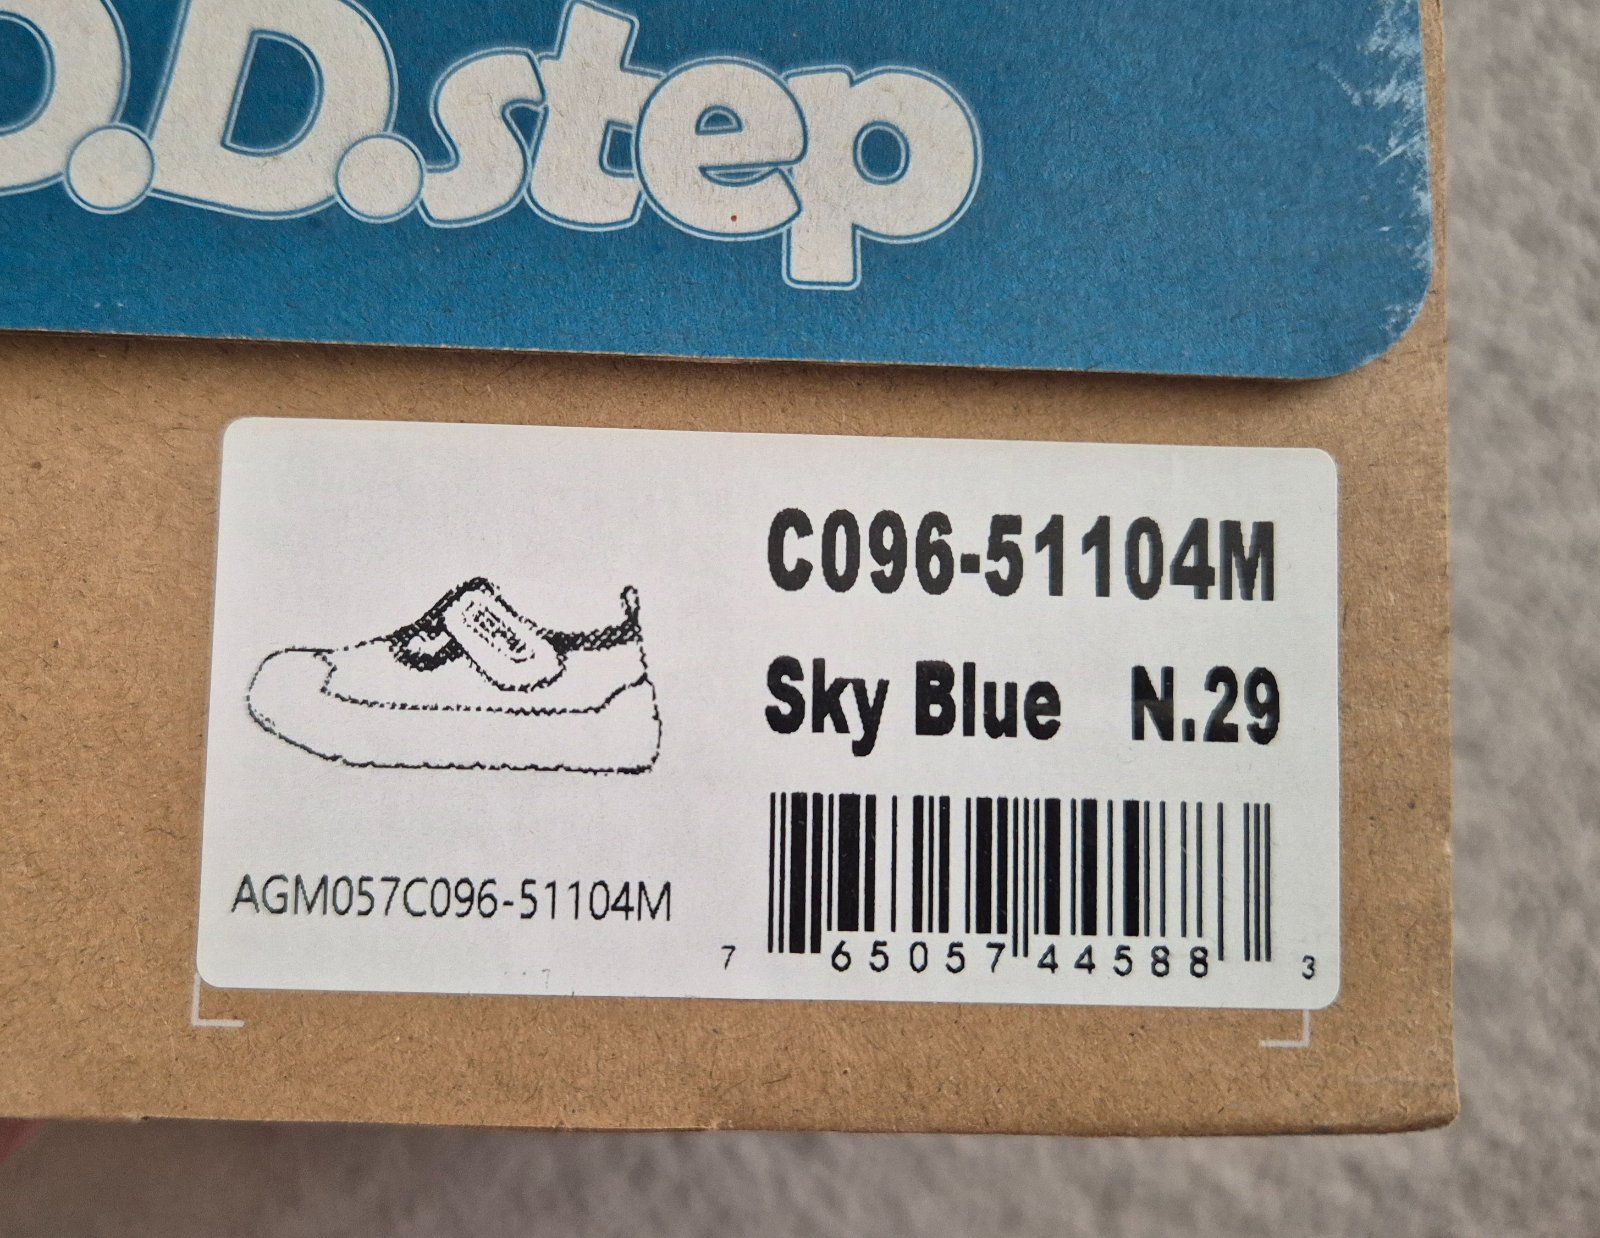 D.D.step
C096-51104M
Sky Blue N.29
AGM057C096-51104M
7 65057 44588 3